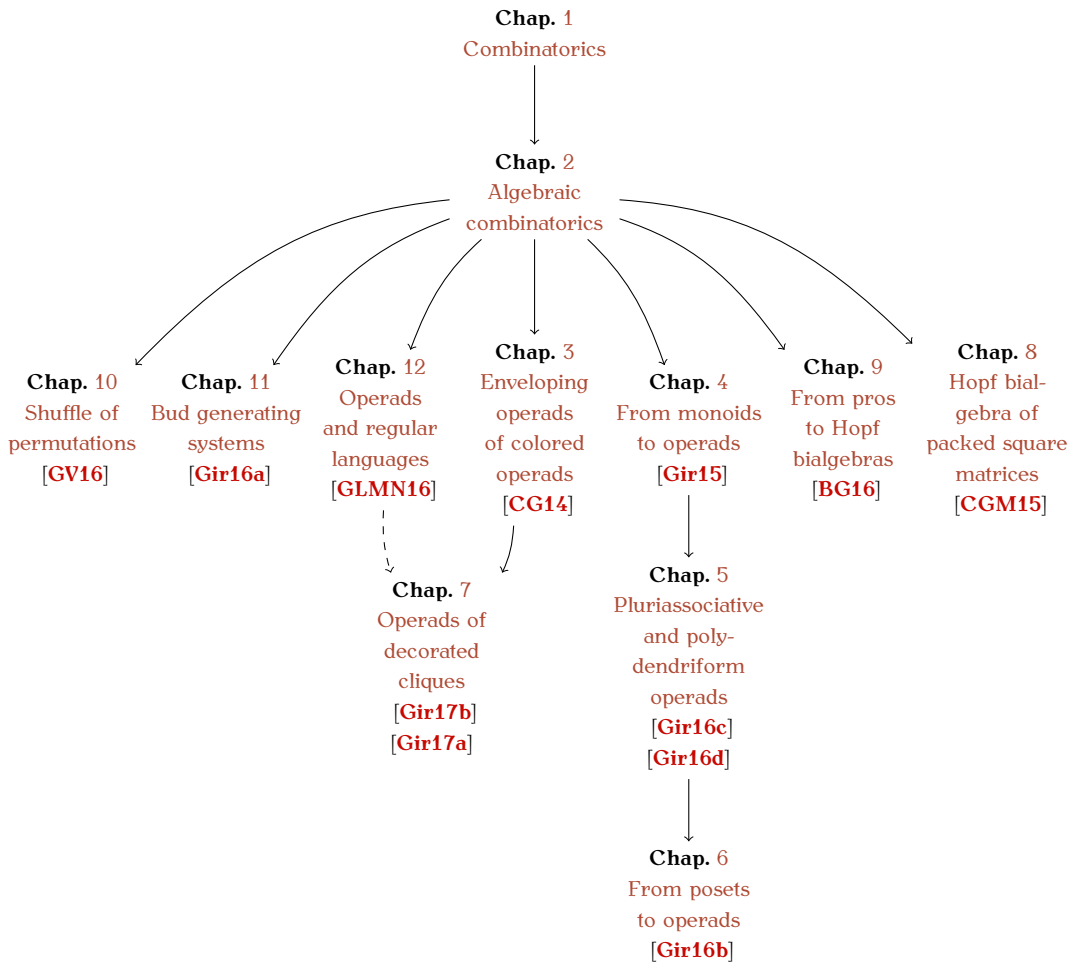 Chap. 1
Combinatorics
Chap. 2
Algebraic
combinatorics
Chap. 10
Shuffle of
permutations
[GV16]
Chap. 11
Bud generating
systems
[Gir16a]
Chap. 12
Operads
and regular
languages
[GLMN16]
Chap. 3
Enveloping
operads
of colored
operads
[CG14]
Chap. 4
From monoids
to operads
[Gir15]
Chap. 9
From pros
to Hopf
bialgebras
[BG16]
Chap. 8
Hopf bial-
gebra of
packed square
matrices
[CGM15]
Chap. 7
Operads of
decorated
cliques
[Gir17b]
[Gir17a]
Chap. 5
Pluriassociative
and poly-
dendriform
operads
[Gir16c]
[Gir16d]
Chap. 6
From posets
to operads
[Gir16b]